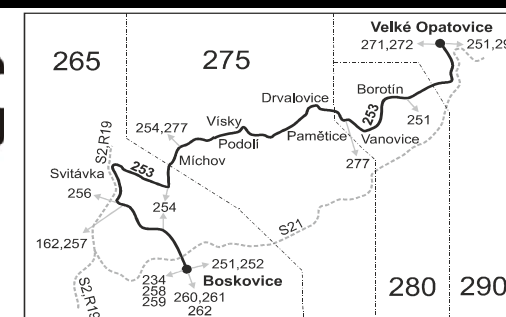 Velké Opatovice
265
275
271,272
251,29
Borotín
Drvalovice
253
251
Vísky
254,277
Podolí
Pamětice
Vanovice
S2,R19
Míchov
277
253
Svitávka
256
254
S21
162,257
251,252
234
258
259
Boskovice
260,261
262
280
290
S2,R19